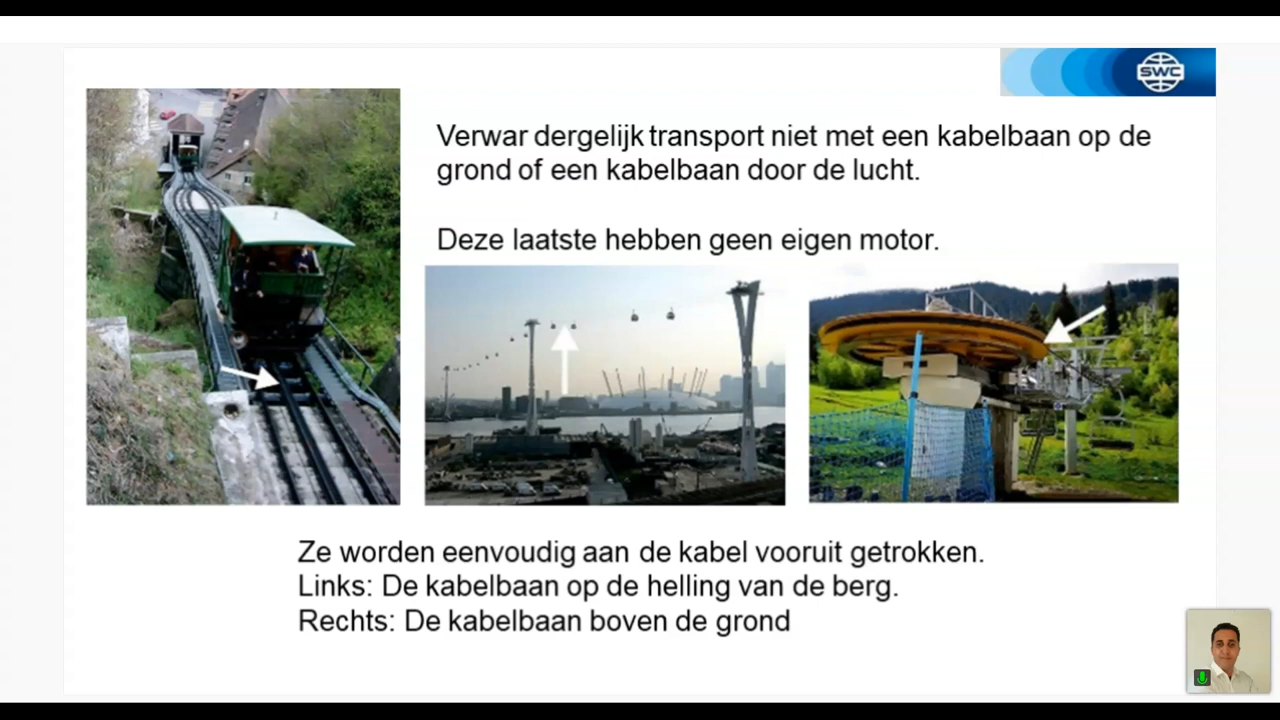 SWC
Verwar dergelijk transport niet met een kabelbaan op de
grond of een kabelbaan door de lucht.
Deze laatste hebben geen eigen motor.
Ze worden eenvoudig aan de kabel vooruit getrokken.
Links: De kabelbaan op de helling van de berg.
Rechts: De kabelbaan boven de grond